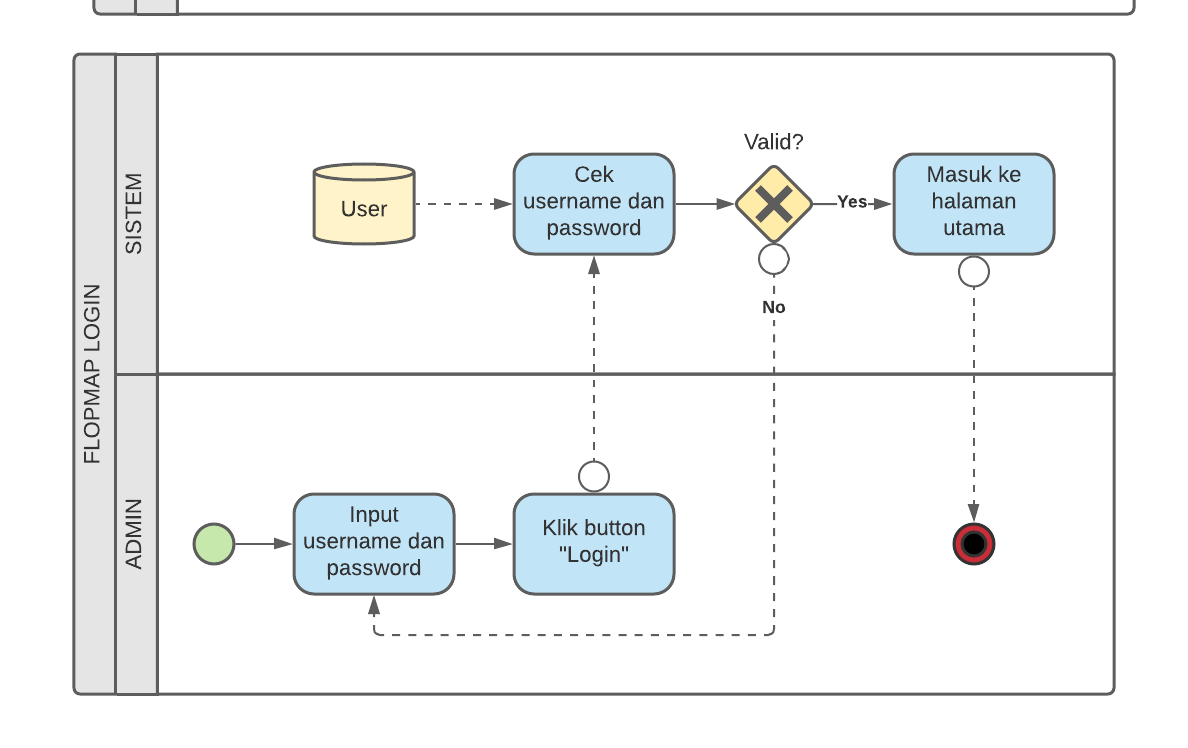 FLOPMAP LOGIN
SISTEM
Valid?
User
Cek
username dan
password
Yes
Masuk ke
halaman
utama
No
ADMIN
Input
username dan
password
Klik button
"Login"